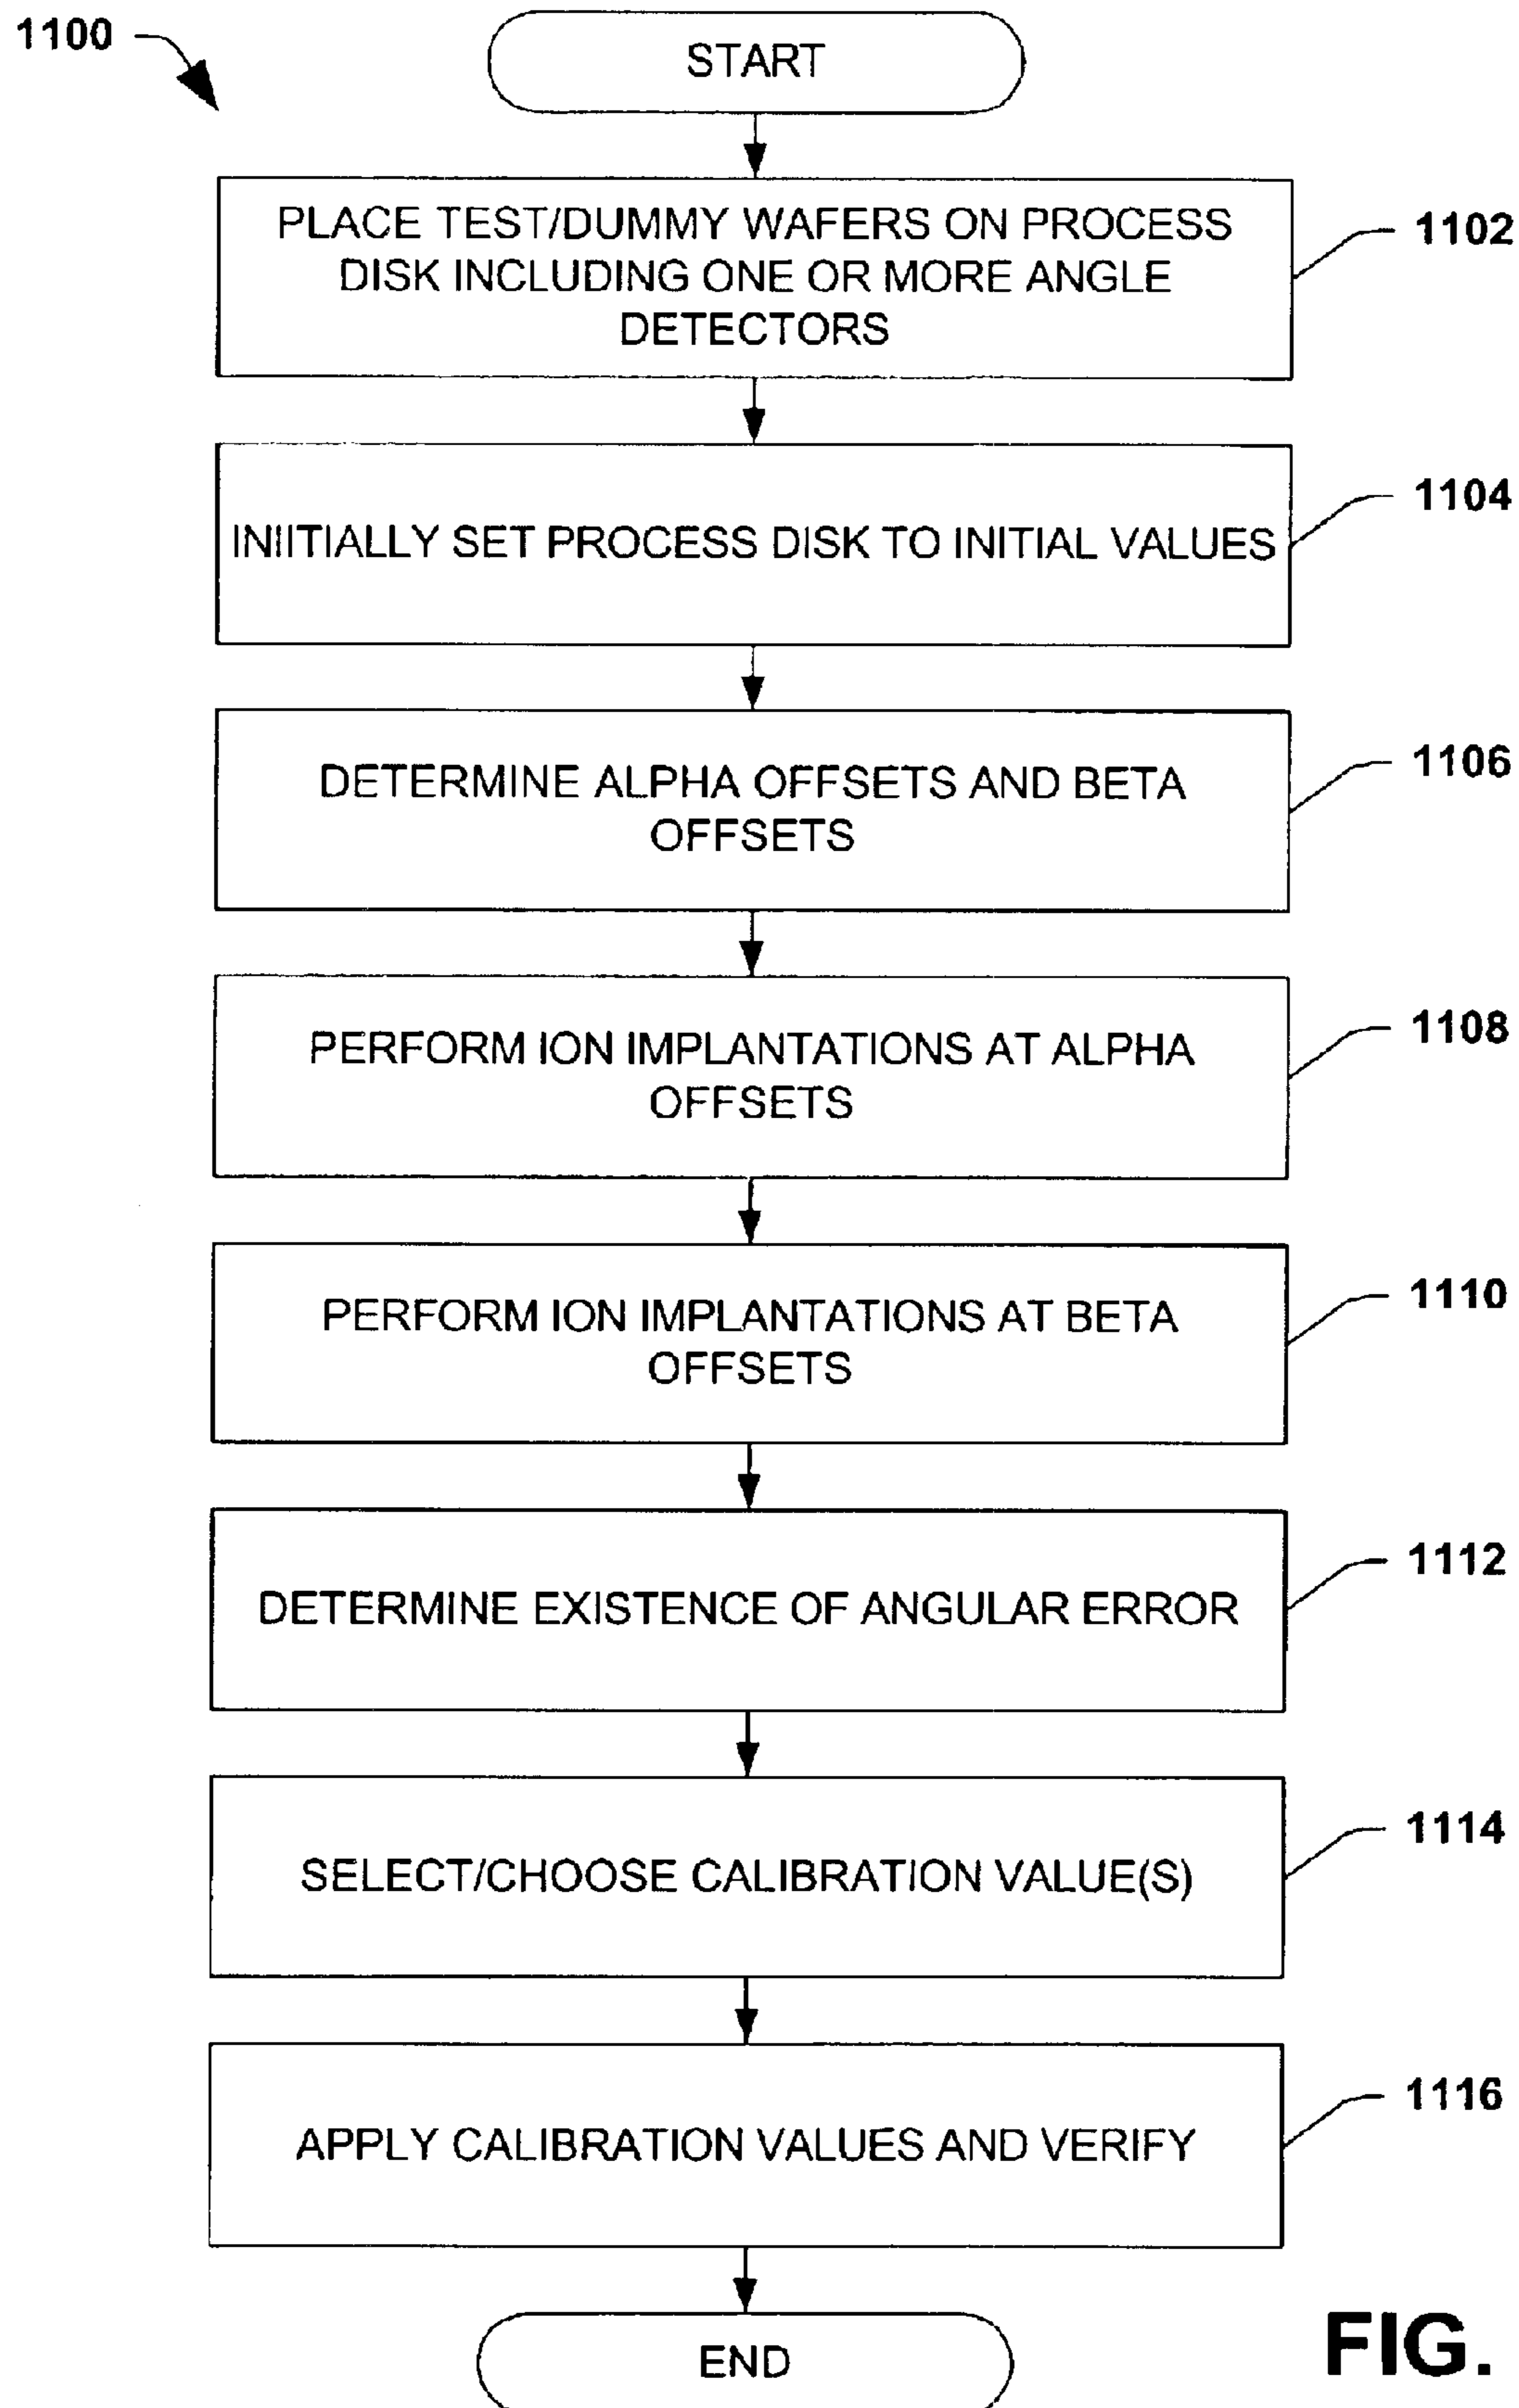 1100
START
PLACE TEST/DUMMY WAFERS ON PROCESS
DISK INCLUDING ONE OR MORE ANGLE
DETECTORS
1102
INIITIALLY SET PROCESS DISK TO INITIAL VALUES
1104
DETERMINE ALPHA OFFSETS AND BETA
OFFSETS
1106
PERFORM ION IMPLANTATIONS AT ALPHA
OFFSETS
1108
PERFORM ION IMPLANTATIONS AT BETA
OFFSETS
1110
DETERMINE EXISTENCE OF ANGULAR ERROR
1112
SELECT/CHOOSE CALIBRATION VALUE(S)
1114
APPLY CALIBRATION VALUES AND VERIFY
1116
END
FIG.